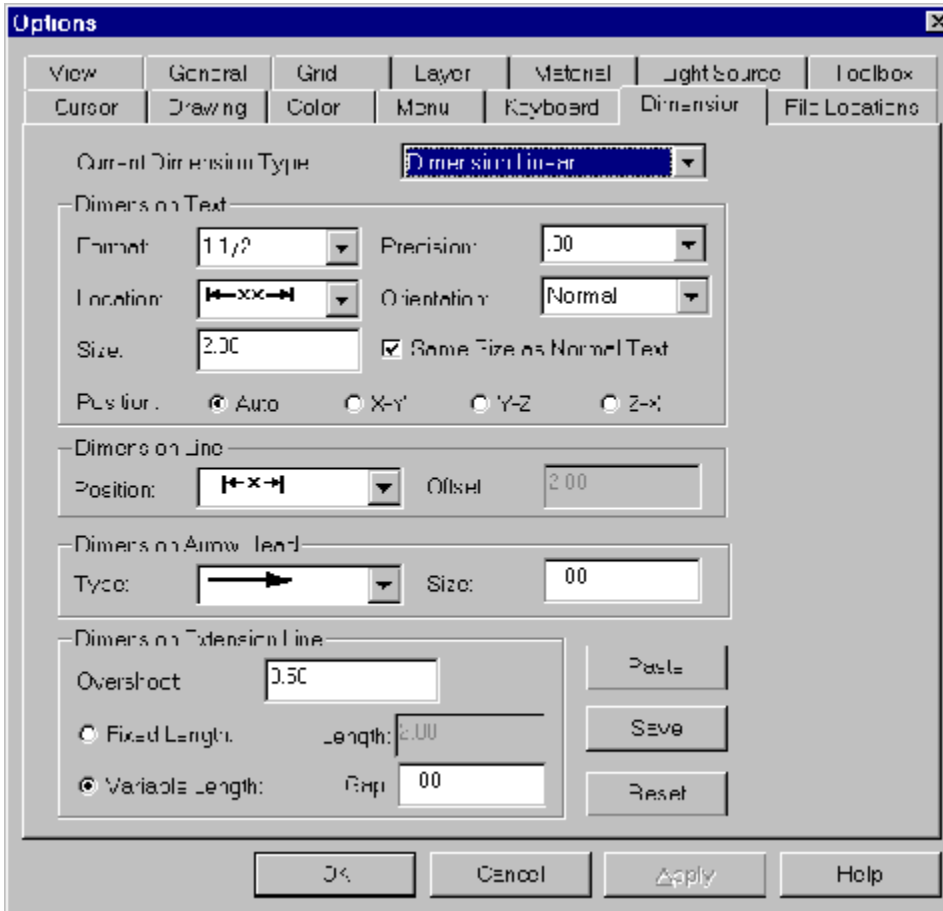 Options
View General Grid Layer Material Light Source Toolbox
Cursor Drawing Color Menu Keyboard Dimension File Locations
Current Dimension Type Dimension Linear
Dimension Text
Format: 1 1/2 Precision: .00
Location: xx Orientation: Normal
Size: 2.00 Same Size as Normal Text
Position: Auto X-Y Y-Z Z-X
Dimension Line
Position: x Offset 2.00
Dimension Arrow Head
Type: Size: 00
Dimension Extension Line
Overshoot 0.50
Paste
Fixed Length: Length: 2.00
Save
Variable Length: Gap 00
Reset
OK Cancel Apply Help